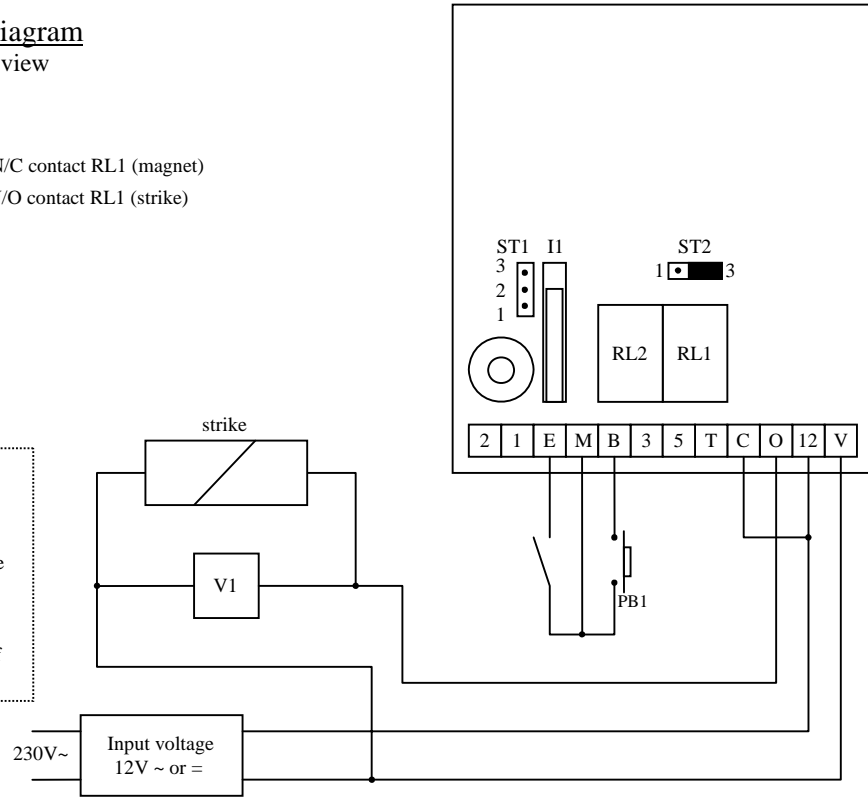 iagram
view
N/C contact RL1 (magnet)
/O contact RL1 (strike)
ST1 I1 ST2
3
2
1
1 3
RL2 RL1
strike
2 1 E M B 3 5 T C O 12 V
e
V1
PB1
230V~
Input voltage
12V ~ or =